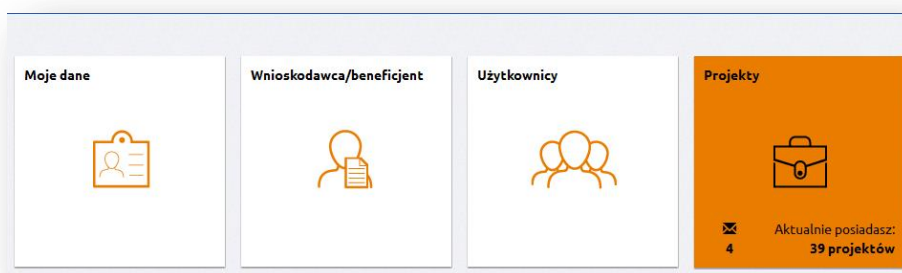 Moje dane
Wnioskodawca/beneficjent
Użytkownicy
Projekty
Aktualnie posiadasz:
4 39 projektów